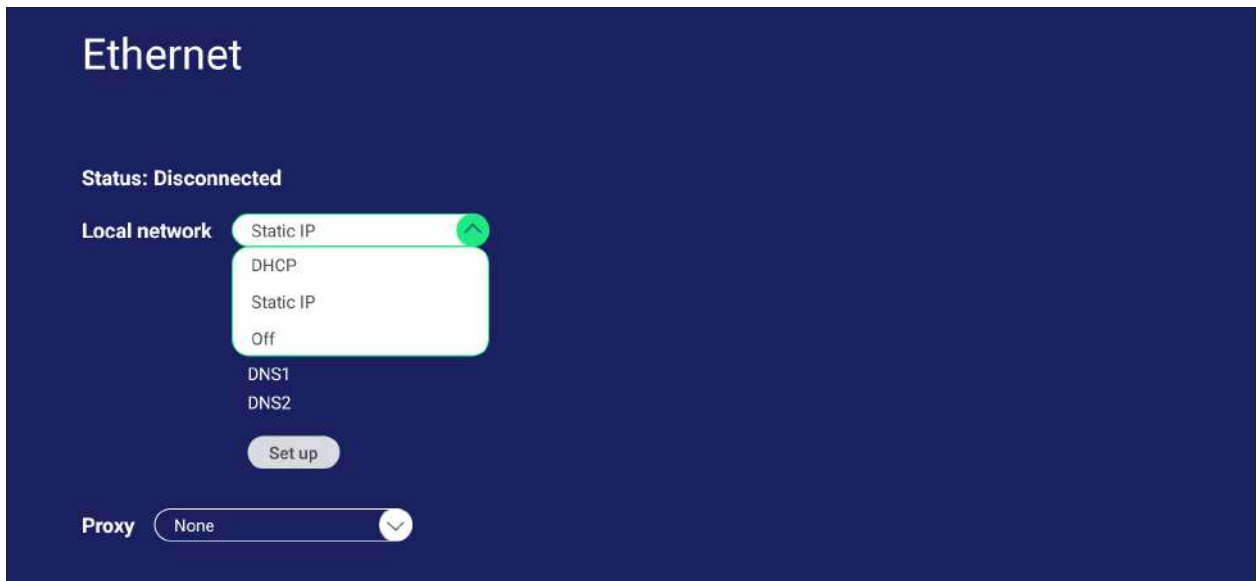 Ethernet
Status: Disconnected
Local network Static IP
DHCP
Static IP
Off
DNS1
DNS2
Set up
Proxy None